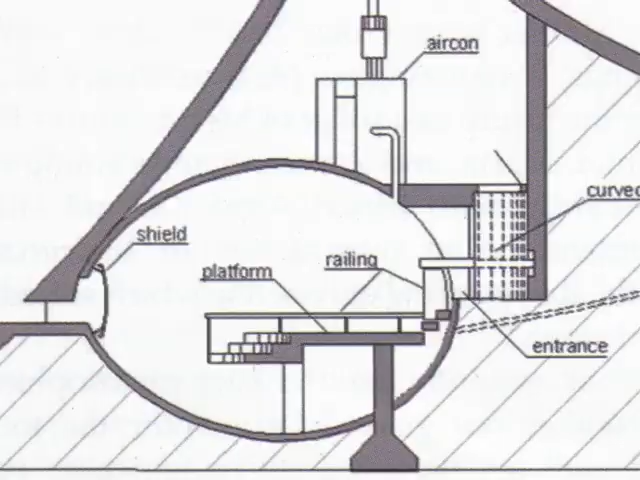 aircon
curved
shield
railing
platform
entrance